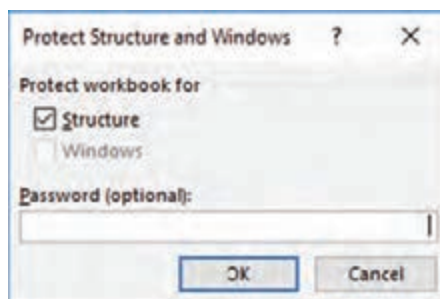 Protect Structure and Windows ? ×
Protect workbook for
Structure
Windows
Password (optional):
OK Cancel